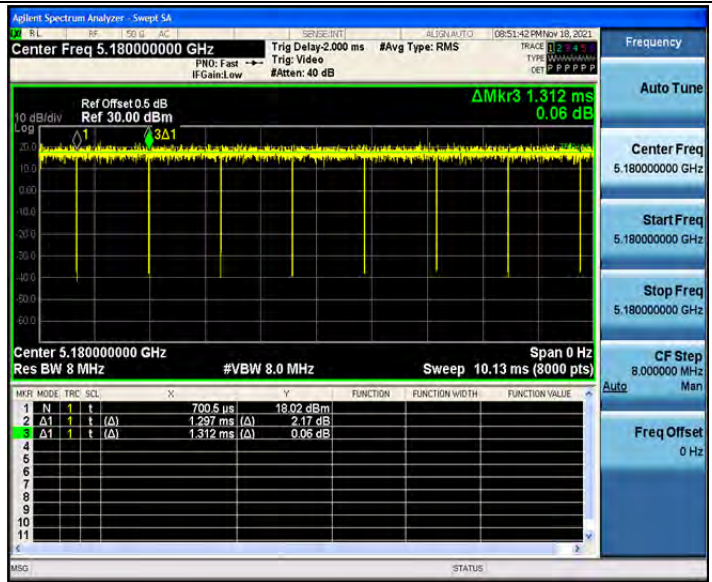 Agilent Spectrum Analyzer - Swept SA
RL RF 50 Ω AC SENSE:INT ALIGN AUTO 08:51:42 PM Nov 18, 2021
Center Freq 5.180000000 GHz Trig Delay-2.000 ms #Avg Type: RMS TRACE 1 2 3 4 5 6
PNO: Fast Trig: Video TYPE
IFGain:Low #Atten: 40 dB DET P P P P P P
ΔMkr3 1.312 ms
0.06 dB
Ref Offset 0.5 dB
10 dB/div Ref 30.00 dBm
Log
1 3Δ1
20.0
10.0
0.00
-10.0
-20.0
-30.0
-40.0
-50.0
-60.0
Center 5.180000000 GHz Span 0 Hz
Res BW 8 MHz #VBW 8.0 MHz Sweep 10.13 ms (8000 pts)
MKR MODE TRC SCL X Y FUNCTION FUNCTION WIDTH FUNCTION VALUE
1 N 1 t 700.5 µs 18.02 dBm
2 Δ1 1 t (Δ) 1.297 ms (Δ) 2.17 dB
3 Δ1 1 t (Δ) 1.312 ms (Δ) 0.06 dB
4
5
6
7
8
9
10
11
MSG STATUS
Frequency
Auto Tune
Center Freq
5.180000000 GHz
Start Freq
5.180000000 GHz
Stop Freq
5.180000000 GHz
CF Step
8.000000 MHz
Auto Man
Freq Offset
0 Hz